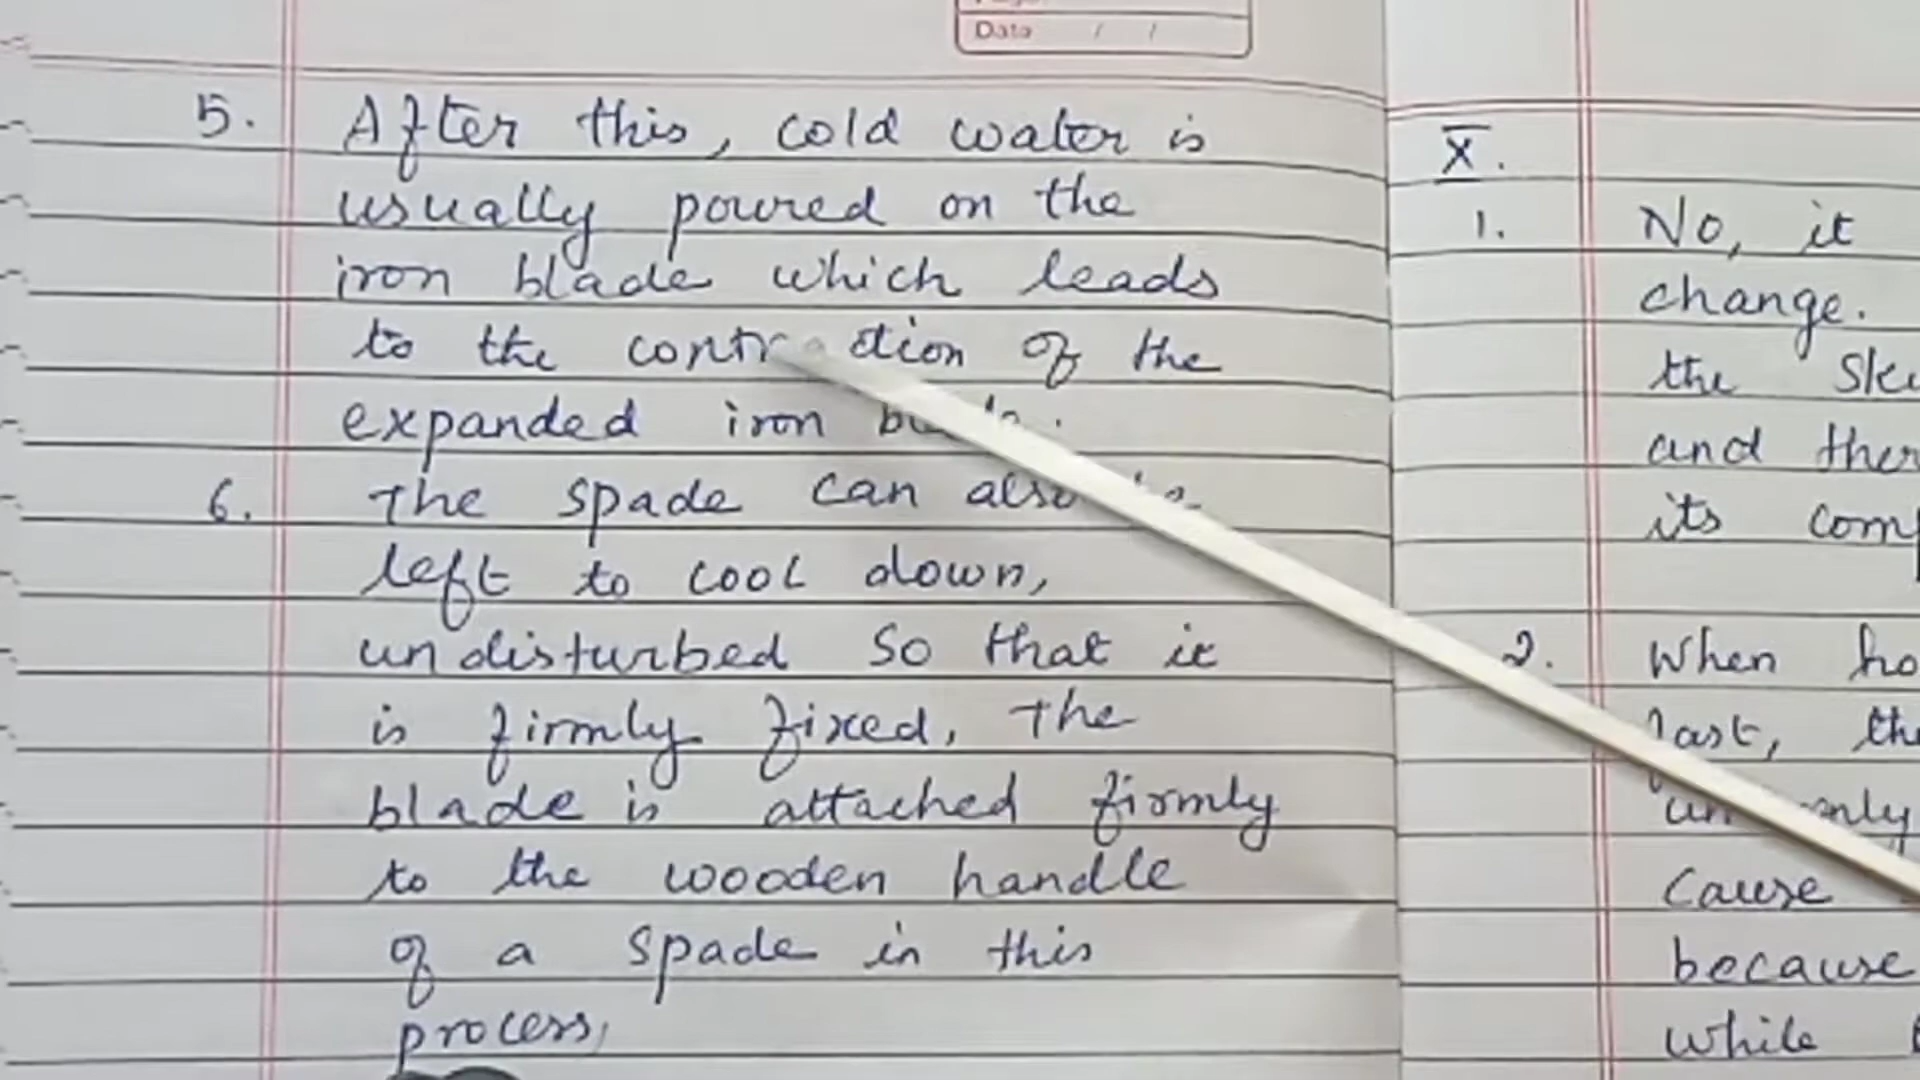 Data / /
5. After this, cold water is
usually poured on the
iron blade which leads
to the contraction of the
expanded iron
6. The spade can also
left to cool down,
undisturbed so that it
is firmly fixed, The
blade is attached firmly
to the wooden handle
of a spade in this
process,
X.
1. No, it
change.
the
and
its
2. When
last,
Cause
because
while